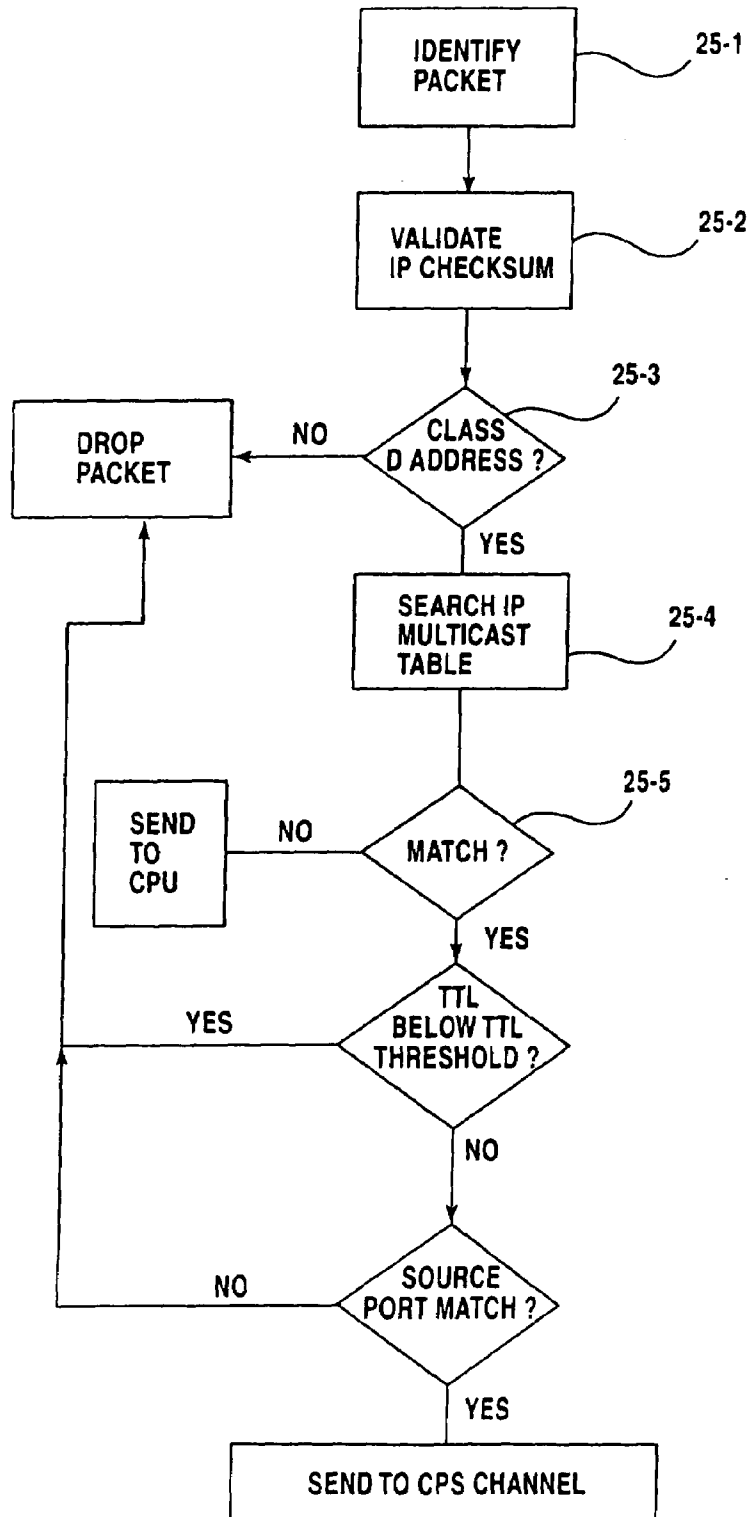 IDENTIFY
PACKET
25-1
VALIDATE
IP CHECKSUM
25-2
CLASS
D ADDRESS ?
25-3
NO
DROP
PACKET
YES
SEARCH IP
MULTICAST
TABLE
25-4
MATCH ?
25-5
NO
SEND
TO
CPU
YES
TTL
BELOW TTL
THRESHOLD ?
YES
NO
SOURCE
PORT MATCH ?
NO
YES
SEND TO CPS CHANNEL